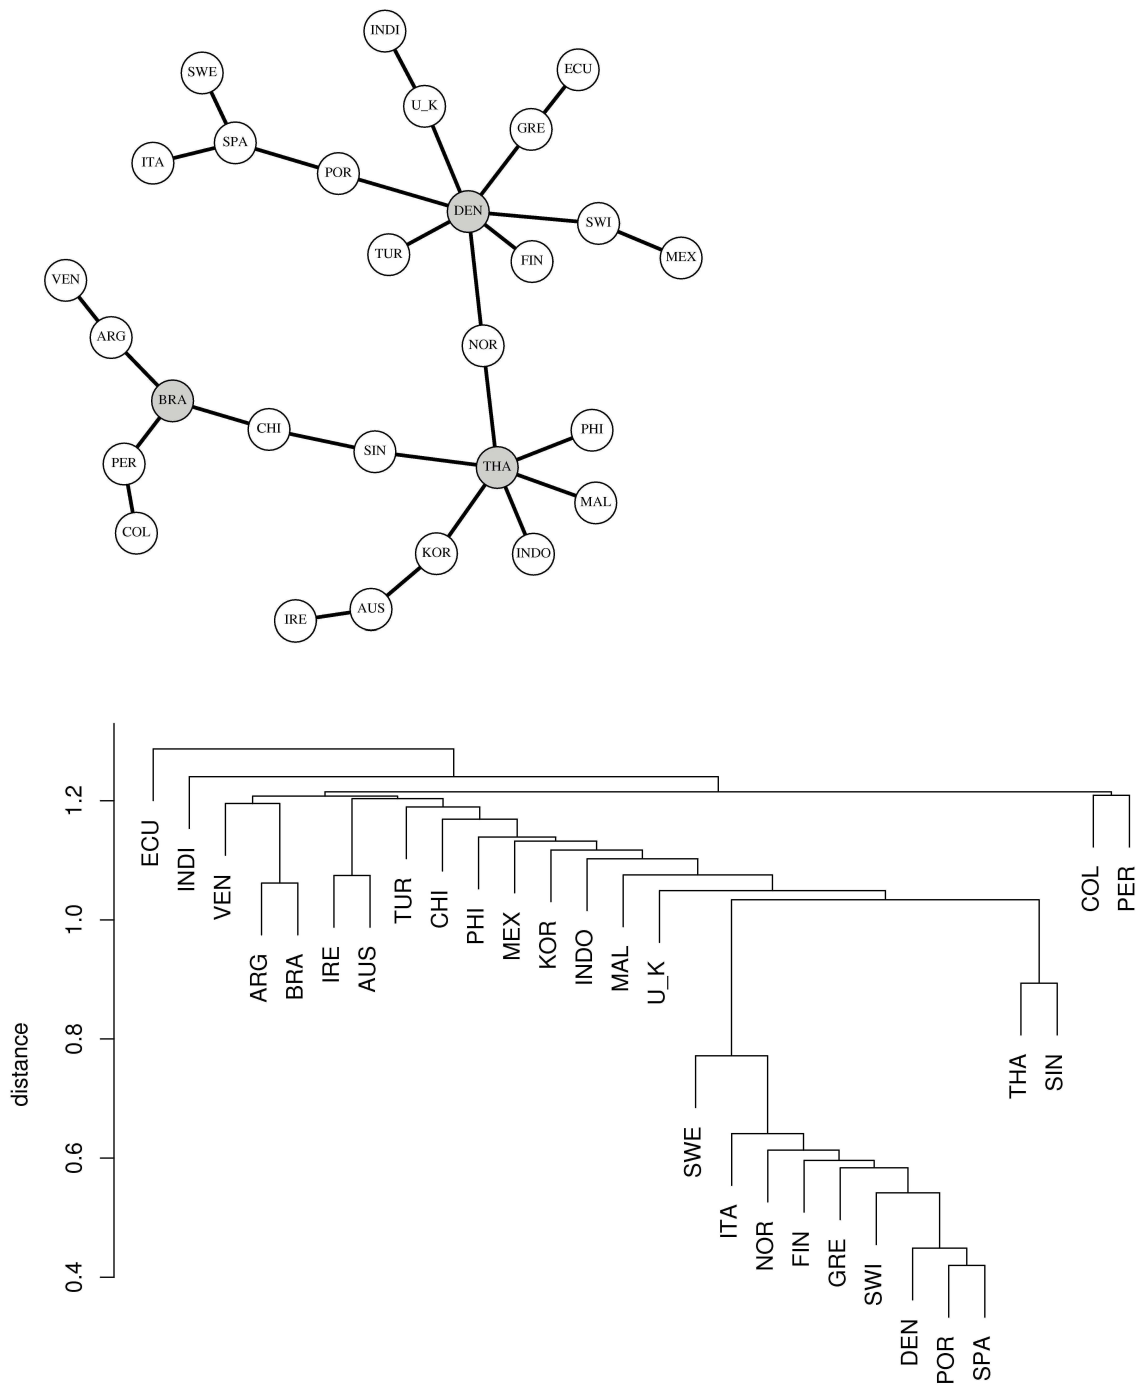 INDI
SWE
ECU
U_K
GRE
SPA
ITA
POR
DEN
SWI
TUR
FIN
MEX
VEN
ARG
NOR
BRA
CHI
PHI
SIN
PER
THA
MAL
COL
KOR
INDO
AUS
IRE
distance
0.4
0.6
0.8
1.0
1.2
ECU
INDI
VEN
ARG
BRA
IRE
AUS
TUR
CHI
PHI
MEX
KOR
INDO
MAL
U_K
SWE
ITA
NOR
FIN
GRE
SWI
DEN
POR
SPA
THA
SIN
COL
PER